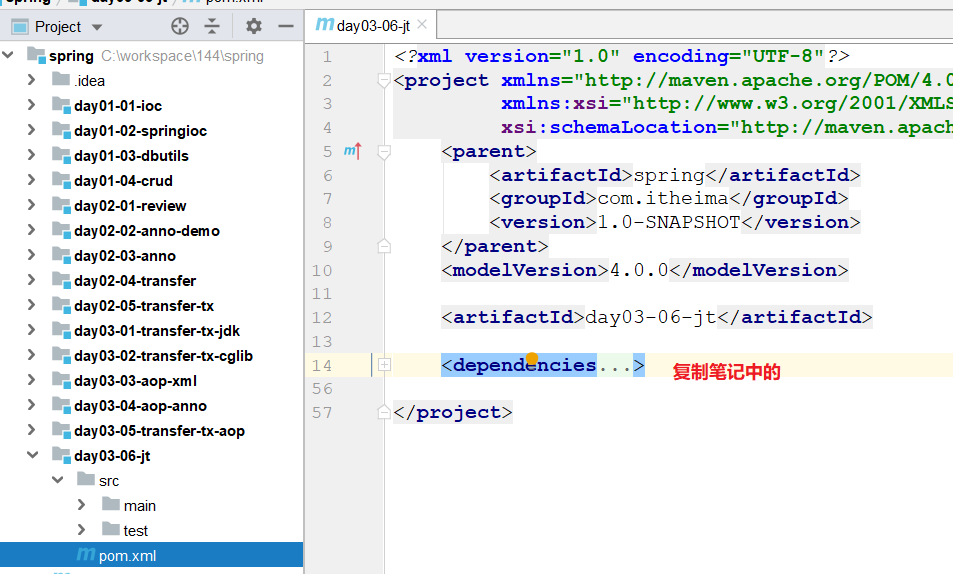 spring
day03-06-jt
pom.xml
Project
day03-06-jt
spring C:\workspace\144\spring
.idea
day01-01-ioc
day01-02-springioc
day01-03-dbutils
day01-04-crud
day02-01-review
day02-02-anno-demo
day02-03-anno
day02-04-transfer
day02-05-transfer-tx
day03-01-transfer-tx-jdk
day03-02-transfer-tx-cglib
day03-03-aop-xml
day03-04-aop-anno
day03-05-transfer-tx-aop
day03-06-jt
src
main
test
pom.xml
1 <?xml version="1.0" encoding="UTF-8"?>
2 <project xmlns="http://maven.apache.org/POM/4.0
3 xmlns:xsi="http://www.w3.org/2001/XMLS
4 xsi:schemaLocation="http://maven.apach
5 <parent>
6 <artifactId>spring</artifactId>
7 <groupId>com.itheima</groupId>
8 <version>1.0-SNAPSHOT</version>
9 </parent>
10 <modelVersion>4.0.0</modelVersion>
11
12 <artifactId>day03-06-jt</artifactId>
13
14 <dependencies...> 复制笔记中的
56
57 </project>